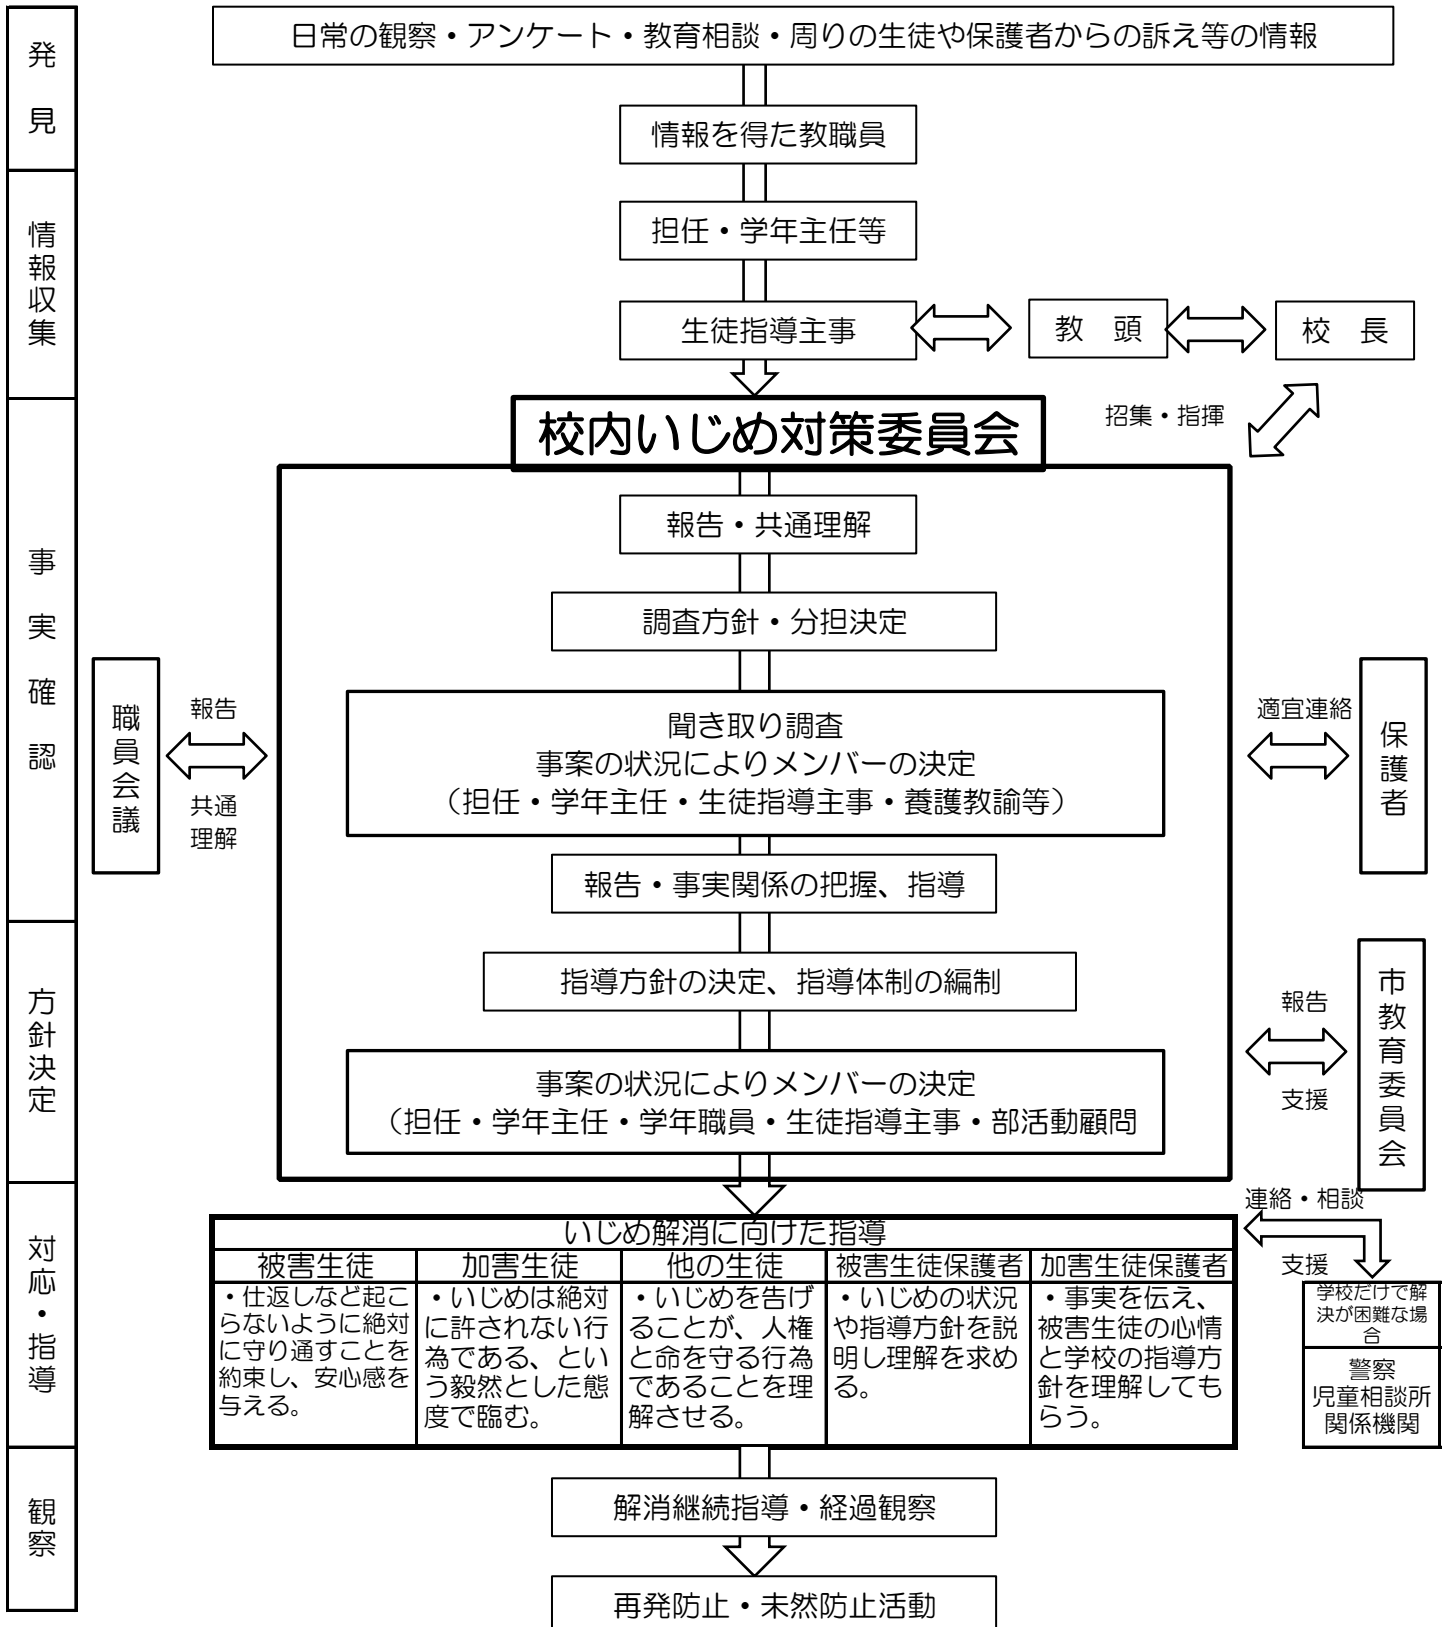 発見
日常の観察・アンケート・教育相談・周りの生徒や保護者からの訴え等の情報
情報を得た教職員
情報収集
担任・学年主任等
生徒指導主事
教　頭
校　長
招集・指揮
校内いじめ対策委員会
事実確認
報告・共通理解
調査方針・分担決定
職員会議
報告
共通
理解
聞き取り調査
事案の状況によりメンバーの決定
（担任・学年主任・生徒指導主事・養護教諭等）
適宜連絡
保護者
報告・事実関係の把握、指導
方針決定
指導方針の決定、指導体制の編制
事案の状況によりメンバーの決定
（担任・学年主任・学年職員・生徒指導主事・部活動顧問
報告
支援
市教育委員会
対応・指導
いじめ解消に向けた指導
被害生徒
・仕返しなど起こ
らないように絶対
に守り通すことを
約束し、安心感を
与える。
加害生徒
・いじめは絶対
に許されない行
為である、とい
う毅然とした態
度で臨む。
他の生徒
・いじめを告げ
ることが、人権
と命を守る行為
であることを理
解させる。
被害生徒保護者
・いじめの状況
や指導方針を説
明し理解を求め
る。
加害生徒保護者
・事実を伝え、
被害生徒の心情
と学校の指導方
針を理解しても
らう。
連絡・相談
支援
学校だけで解
決が困難な場
合
警察
児童相談所
関係機関
観察
解消継続指導・経過観察
再発防止・未然防止活動